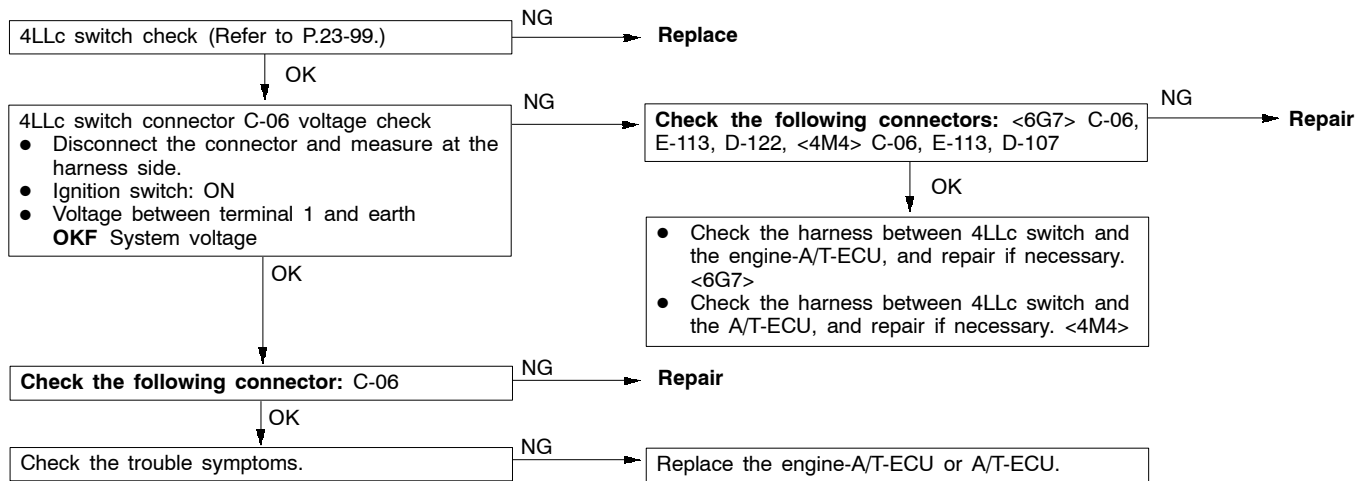 4LLc switch check (Refer to P.23-99.)
NG
Replace
OK
4LLc switch connector C-06 voltage check
● Disconnect the connector and measure at the
harness side.
● Ignition switch: ON
● Voltage between terminal 1 and earth
OKF System voltage
NG
Check the following connectors: <6G7> C-06,
E-113, D-122, <4M4> C-06, E-113, D-107
NG
Repair
OK
● Check the harness between 4LLc switch and
the engine-A/T-ECU, and repair if necessary.
<6G7>
● Check the harness between 4LLc switch and
the A/T-ECU, and repair if necessary. <4M4>
OK
Check the following connector: C-06
NG
Repair
OK
Check the trouble symptoms.
NG
Replace the engine-A/T-ECU or A/T-ECU.